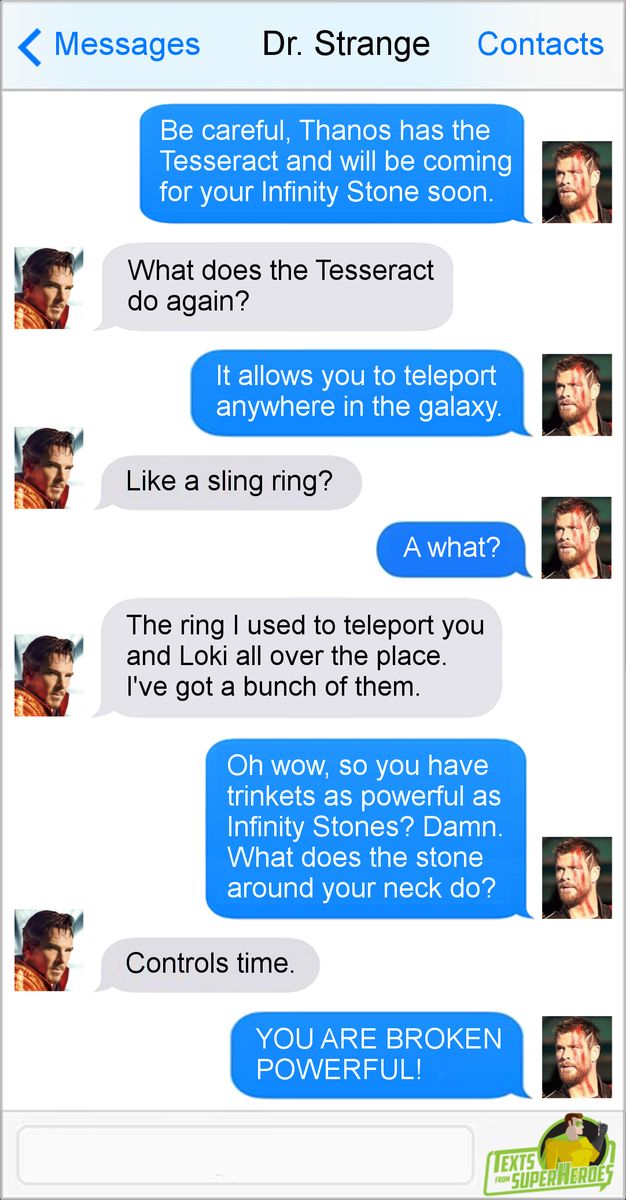 Messages
Dr. Strange
Contacts
Be careful, Thanos has the
Tesseract and will be coming
for your Infinity Stone soon.
What does the Tesseract
do again?
It allows you to teleport
anywhere in the galaxy.
Like a sling ring?
A what?
The ring I used to teleport you
and Loki all over the place.
I've got a bunch of them.
Oh wow, so you have
trinkets as powerful as
Infinity Stones? Damn.
What does the stone
around your neck do?
Controls time.
YOU ARE BROKEN
POWERFUL!
TEXTS
FROM SUPERHEROES